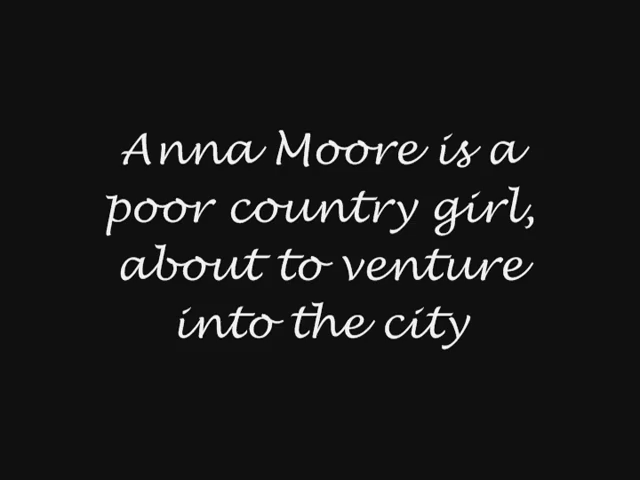 Anna Moore is a
poor country girl,
about to venture
into the city